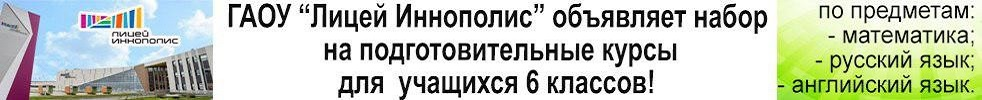 ЛИЦЕЙ
ИННОПОЛИС
ГАОУ “Лицей Иннополис” объявляет набор
на подготовительные курсы
для учащихся 6 классов!
по предметам:
- математика;
- русский язык;
- английский язык.